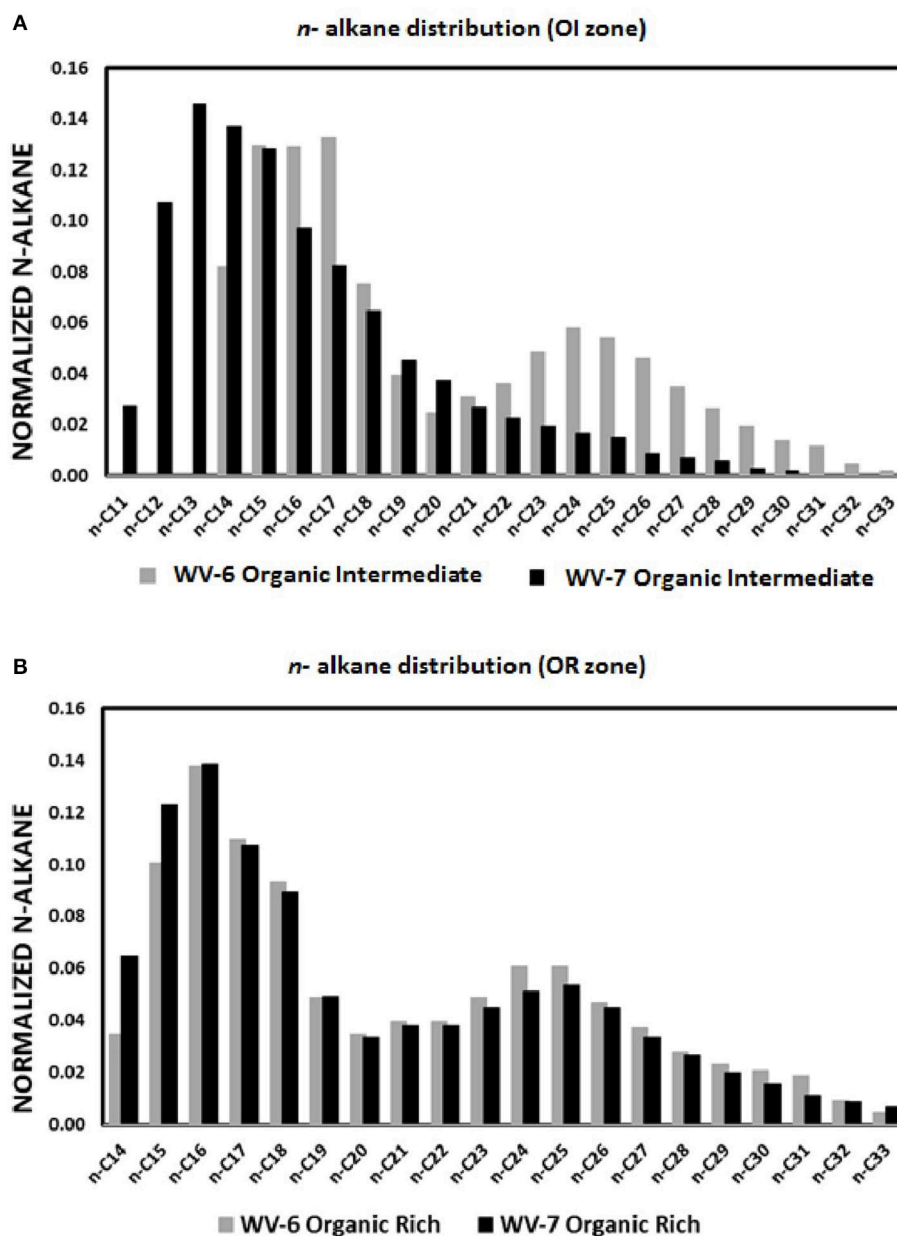 A
n- alkane distribution (OI zone)
NORMALIZED N-ALKANE
0.16
0.14
0.12
0.10
0.08
0.06
0.04
0.02
0.00
n-C11 n-C12 n-C13 n-C14 n-C15 n-C16 n-C17 n-C18 n-C19 n-C20 n-C21 n-C22 n-C23 n-C24 n-C25 n-C26 n-C27 n-C28 n-C29 n-C30 n-C31 n-C32 n-C33
WV-6 Organic Intermediate WV-7 Organic Intermediate
B
n- alkane distribution (OR zone)
NORMALIZED N-ALKANE
0.16
0.14
0.12
0.10
0.08
0.06
0.04
0.02
0.00
n-C14 n-C15 n-C16 n-C17 n-C18 n-C19 n-C20 n-C21 n-C22 n-C23 n-C24 n-C25 n-C26 n-C27 n-C28 n-C29 n-C30 n-C31 n-C32 n-C33
WV-6 Organic Rich WV-7 Organic Rich